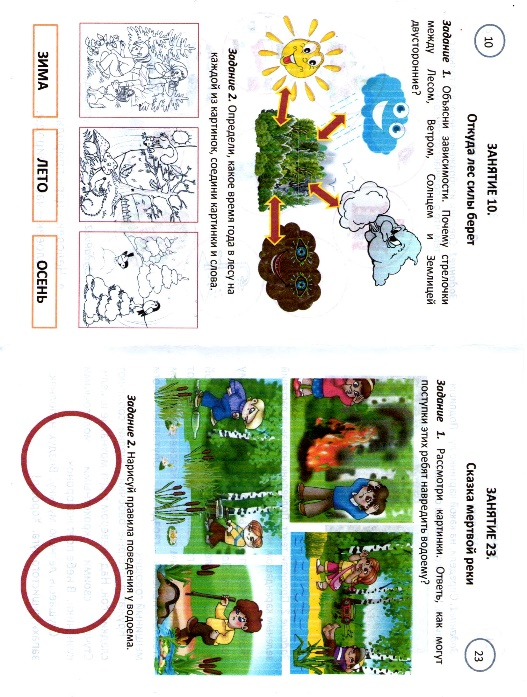 10
ЗАНЯТИЕ 10.
Откуда лес силы берет
Задание 1. Объясни зависимости. Почему стрелочки
между Лесом, Ветром, Солнцем и Землицей
двусторонние?
Задание 2. Определи, какое время года в лесу на
каждой из картинок, соедини картинки и слова.
ЗИМА
ЛЕТО
ОСЕНЬ
ЗАНЯТИЕ 23.
23
Сказка мертвой реки
Задание 1. Рассмотри картинки. Ответь, как могут
поступки этих ребят навредить водоему?
Задание 2. Нарисуй правила поведения у водоема.